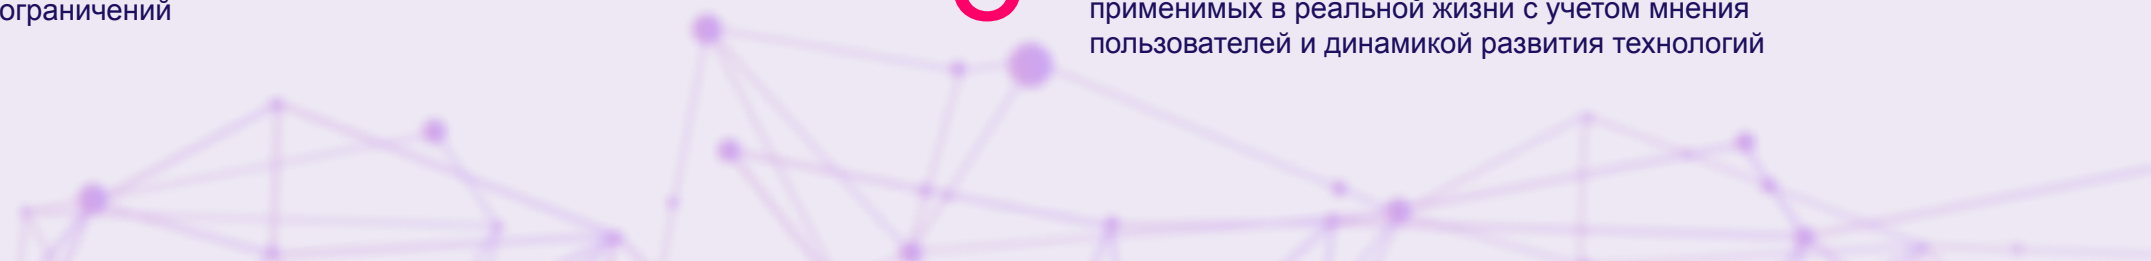 ограничений
применимых в реальной жизни с учетом мнения
пользователей и динамикой развития технологий